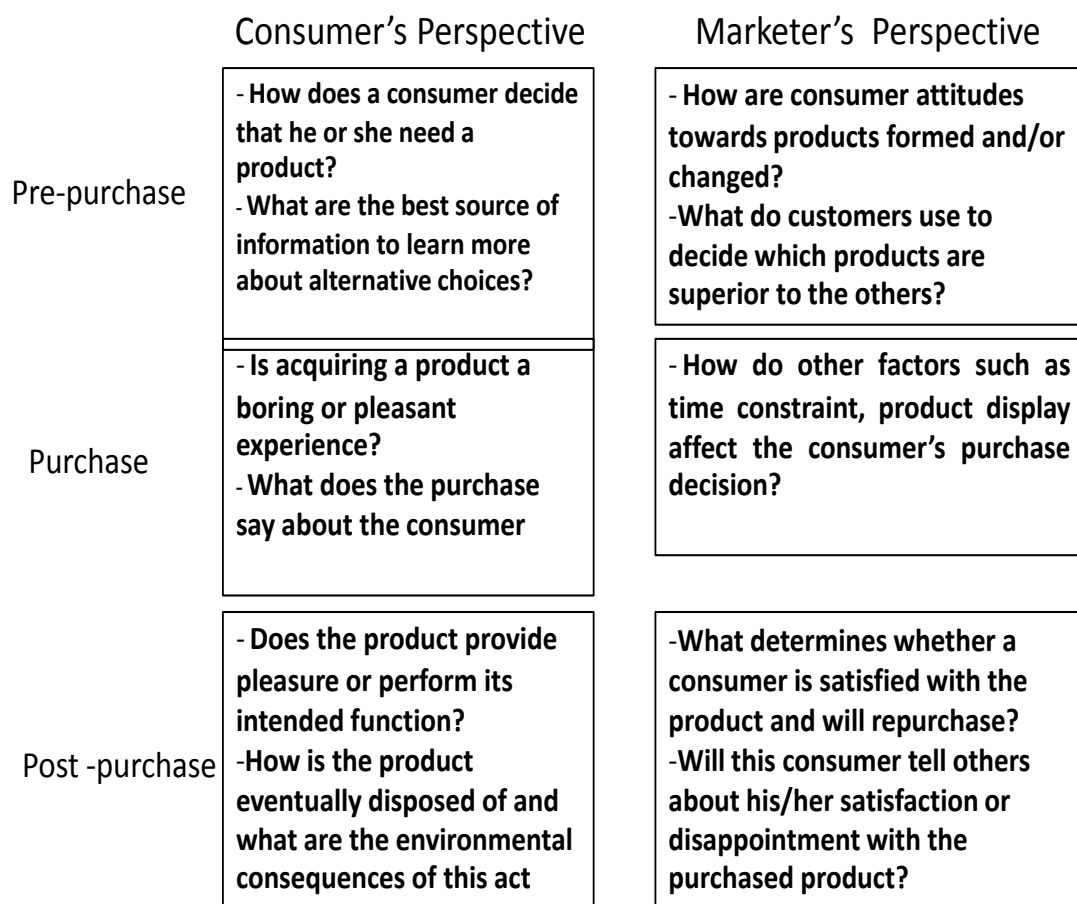 Consumer's Perspective
Marketer's  Perspective
Pre-purchase
- How does a consumer decide
that he or she need a
product?
- What are the best source of
information to learn more
about alternative choices?
- How are consumer attitudes
towards products formed and/or
changed?
-What do customers use to
decide which products are
superior to the others?
Purchase
- Is acquiring a product a
boring or pleasant
experience?
- What does the purchase
say about the consumer
- How do other factors such as
time constraint, product display
affect the consumer's purchase
decision?
Post -purchase
- Does the product provide
pleasure or perform its
intended function?
-How is the product
eventually disposed of and
what are the environmental
consequences of this act
-What determines whether a
consumer is satisfied with the
product and will repurchase?
-Will this consumer tell others
about his/her satisfaction or
disappointment with the
purchased product?